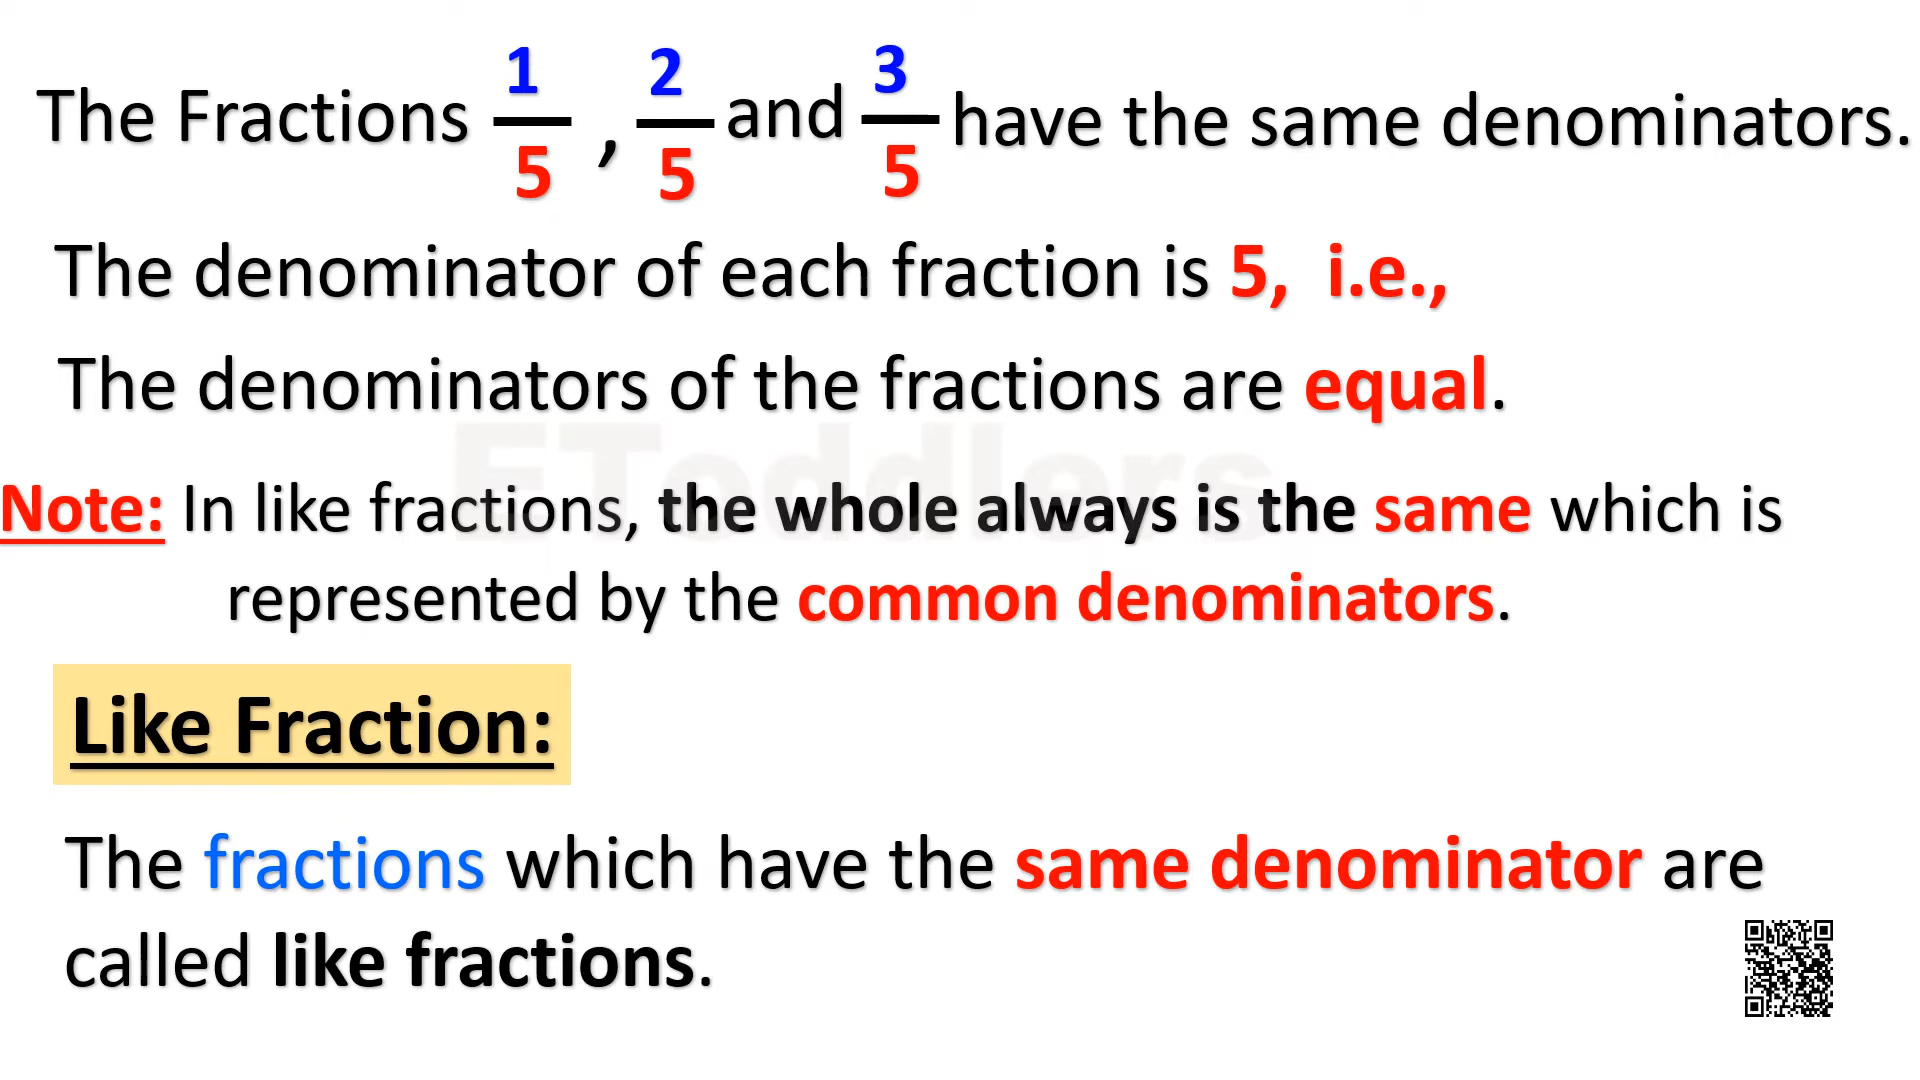 The Fractions 1/5 , 2/5 and 3/5 have the same denominators.
The denominator of each fraction is 5, i.e.,
The denominators of the fractions are equal.
EToddlers
Note: In like fractions, the whole always is the same which is
represented by the common denominators.
Like Fraction:
The fractions which have the same denominator are
called like fractions.